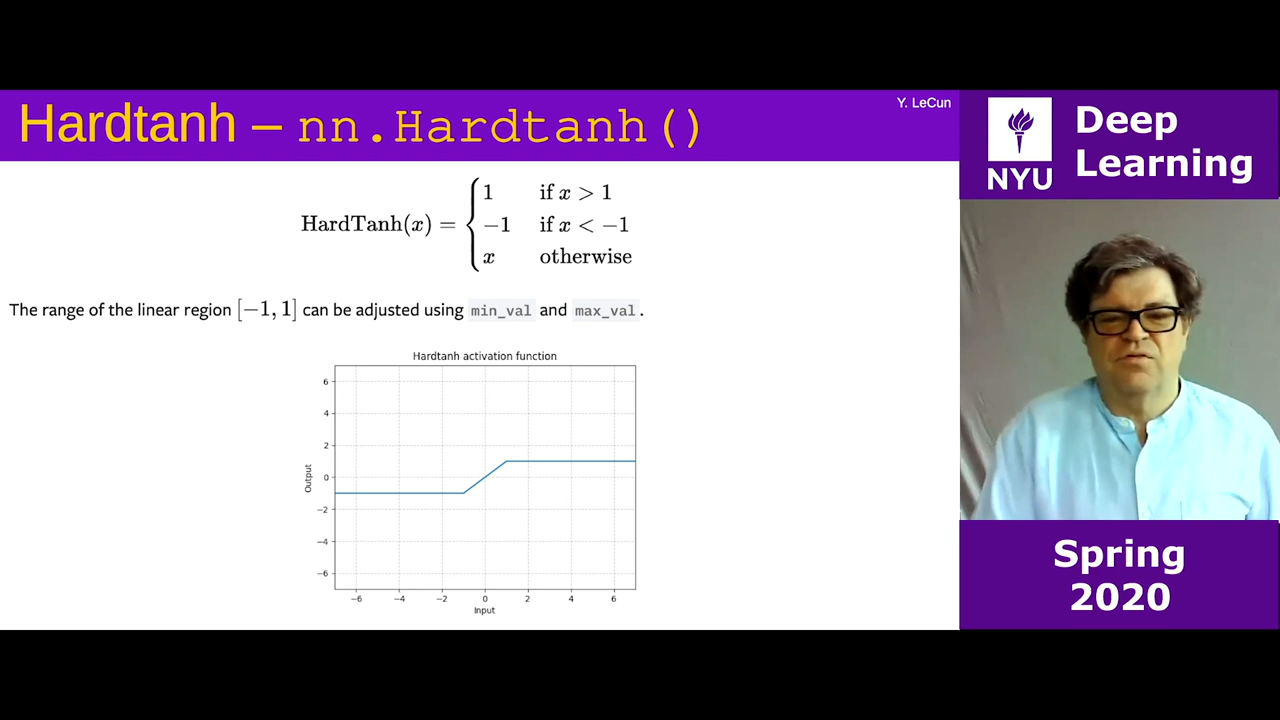 Hardtanh – nn.Hardtanh()
Y. LeCun
HardTanh(x) = { 1 if x > 1
−1 if x < −1
x otherwise
The range of the linear region [−1, 1] can be adjusted using min_val and max_val.
Hardtanh activation function
Output
6
4
2
0
−2
−4
−6
−6 −4 −2 0 2 4 6
Input
NYU
Deep
Learning
Spring
2020